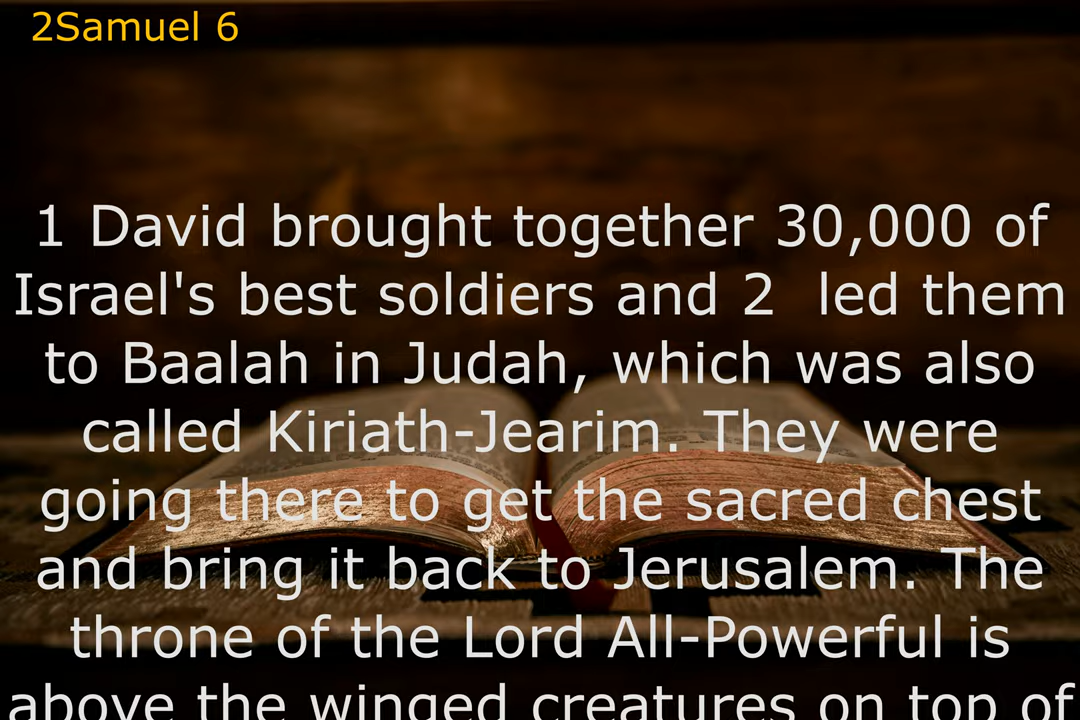 2Samuel 6
1 David brought together 30,000 of
Israel's best soldiers and 2  led them
to Baalah in Judah, which was also
called Kiriath-Jearim. They were
going there to get the sacred chest
and bring it back to Jerusalem. The
throne of the Lord All-Powerful is
above the winged creatures on top of